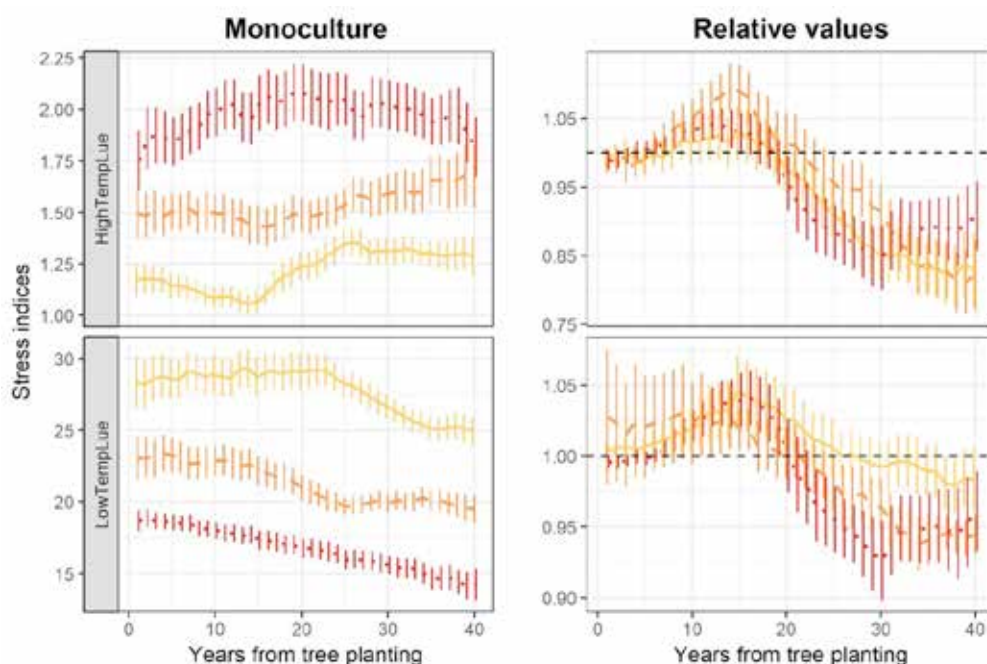 Monoculture
Relative values
Stress indices
HighTempLue
2.25
2.00
1.75
1.50
1.25
1.00
1.05
0.95
0.85
0.75
LowTempLue
30
25
20
15
1.05
1.00
0.95
0.90
0 10 20 30 40
0 10 20 30 40
Years from tree planting
Years from tree planting